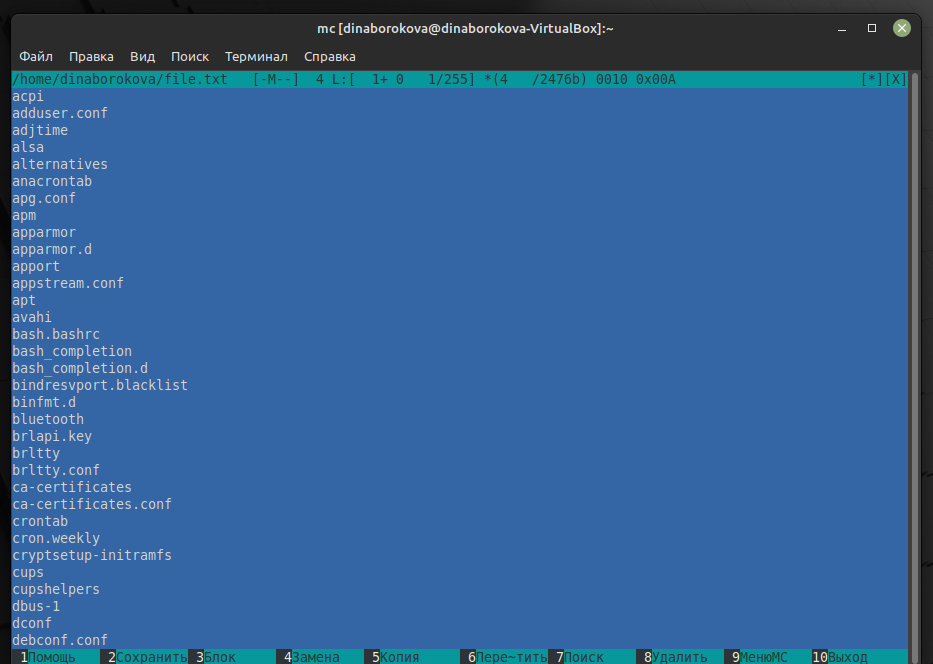 mc [dinaborokova@dinaborokova-VirtualBox]:~
Файл Правка Вид Поиск Терминал Справка
/home/dinaborokova/file.txt [-M--] 4 L:[ 1+ 0 1/255] *(4 /2476b) 0010 0x00A [*][X]
acpi
adduser.conf
adjtime
alsa
alternatives
anacrontab
apg.conf
apm
apparmor
apparmor.d
apport
appstream.conf
apt
avahi
bash.bashrc
bash_completion
bash_completion.d
bindresvport.blacklist
binfmt.d
bluetooth
brlapi.key
brltty
brltty.conf
ca-certificates
ca-certificates.conf
crontab
cron.weekly
cryptsetup-initramfs
cups
cupshelpers
dbus-1
dconf
debconf.conf
1Помощь 2Сохранить 3Блок 4Замена 5Копия 6Пере~тить 7Поиск 8Удалить 9МенюMC 10Выход